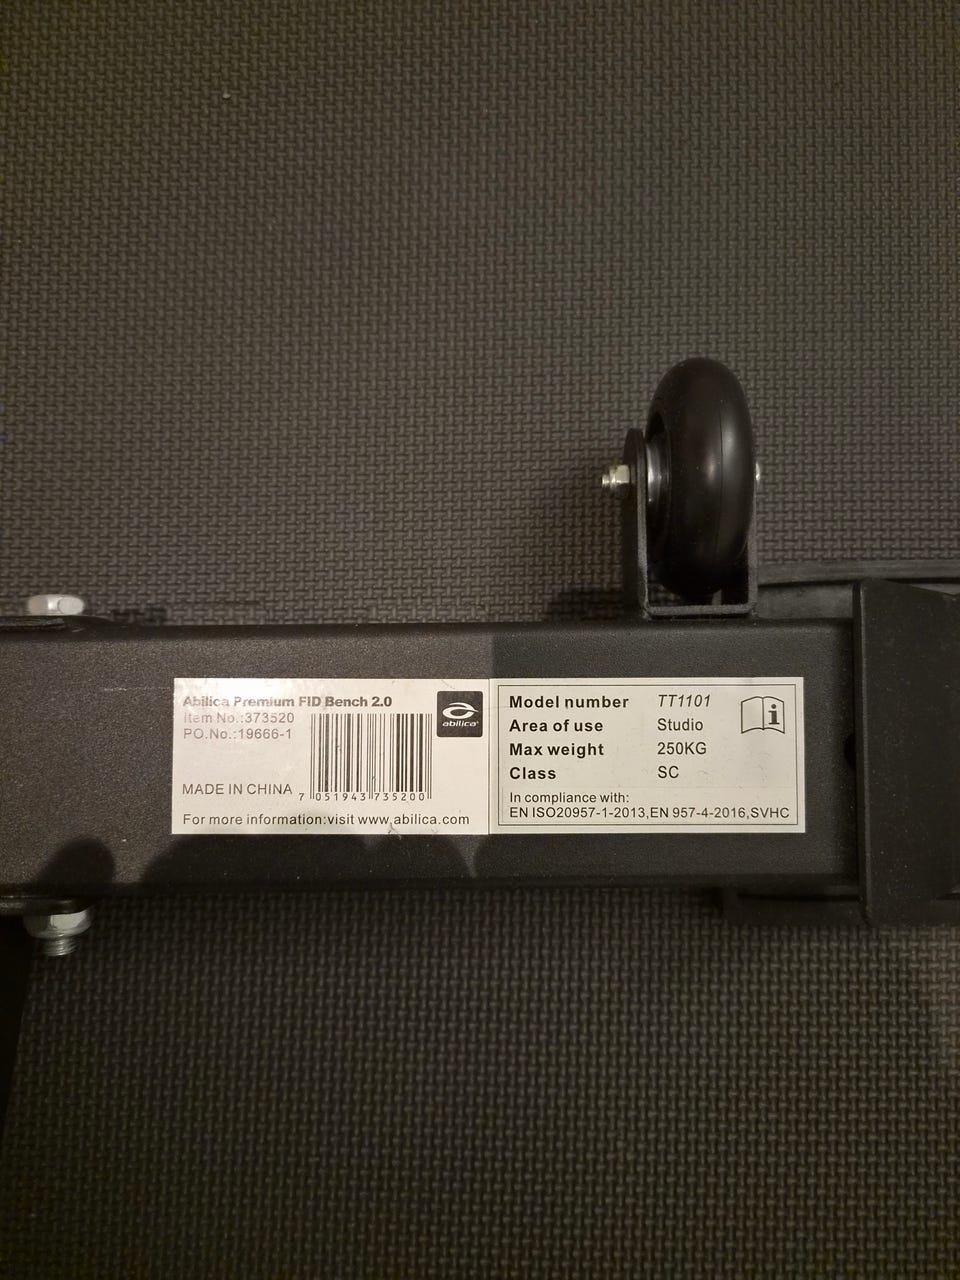 Abilica Premium FID Bench 2.0
Item No.:373520
PO.No.:19666-1
abilica®
MADE IN CHINA
7 051943 735200
For more information:visit www.abilica.com
Model number TT1101
Area of use Studio
Max weight 250KG
Class SC
i
In compliance with:
EN ISO20957-1-2013,EN 957-4-2016,SVHC